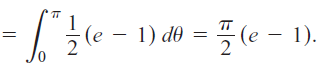 = ∫₀^π 1/2 (e − 1) dθ = π/2 (e − 1).